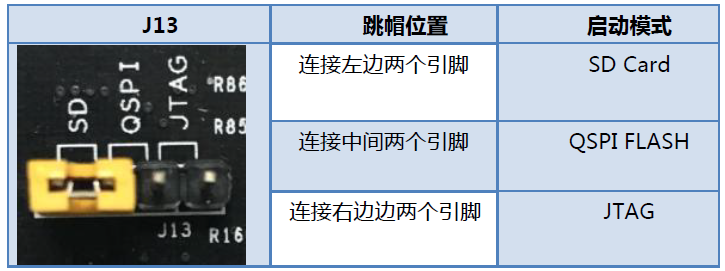 J13 跳帽位置 启动模式
SD QSPI JTAG R86
R85
J13 R16
连接左边两个引脚 SD Card
连接中间两个引脚 QSPI FLASH
连接右边边两个引脚 JTAG